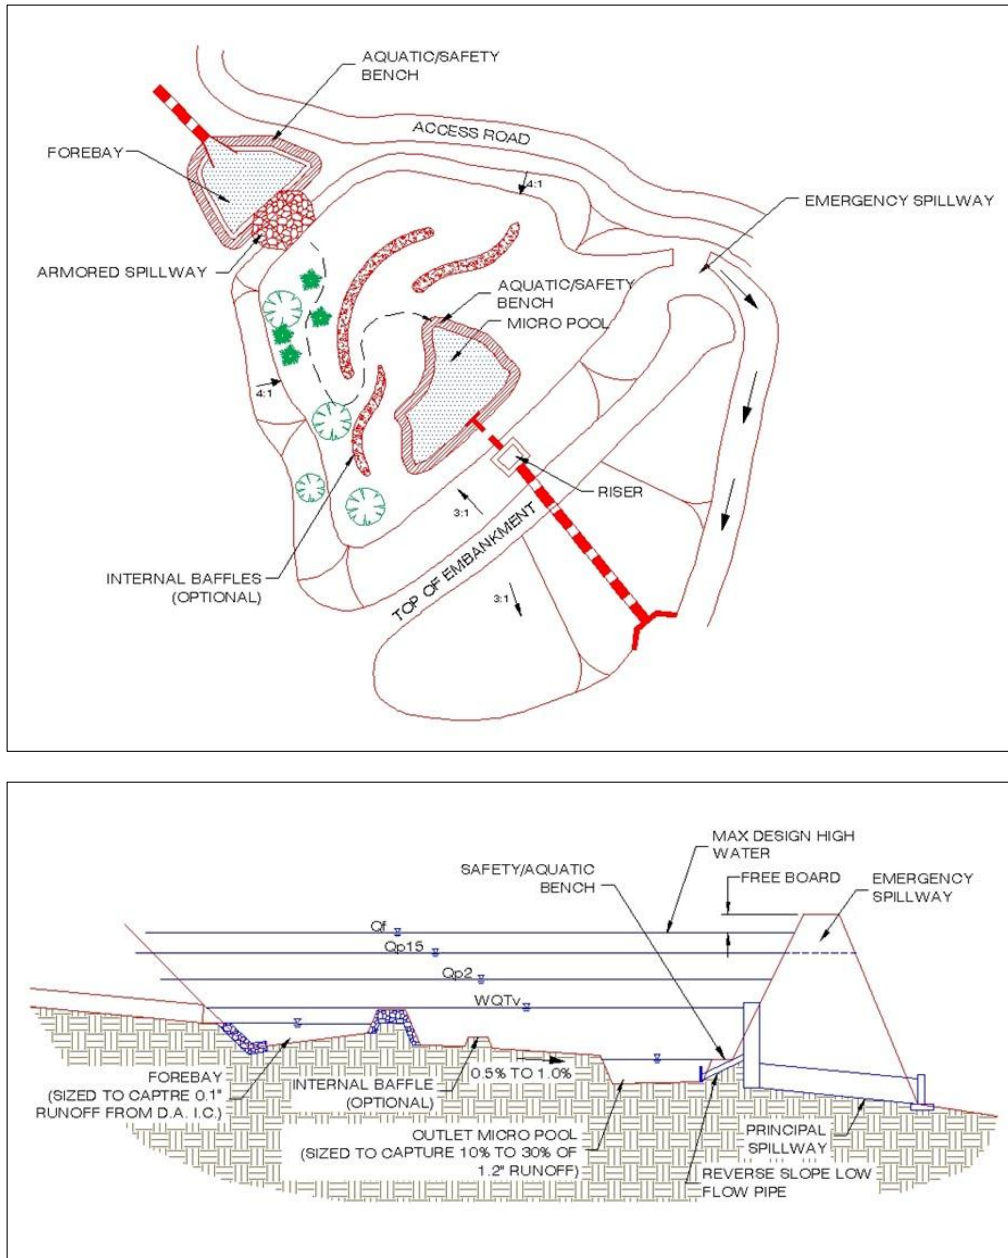 AQUATIC/SAFETY
BENCH
ACCESS ROAD
FOREBAY
4:1
EMERGENCY SPILLWAY
ARMORED SPILLWAY
AQUATIC/SAFETY
BENCH
MICRO POOL
4:1
RISER
3:1
TOP OF EMBANKMENT
INTERNAL BAFFLES
(OPTIONAL)
3:1
MAX DESIGN HIGH
WATER
SAFETY/AQUATIC
BENCH
FREE BOARD
EMERGENCY
SPILLWAY
Qf
Qp15
Qp2
WQTv
FOREBAY
(SIZED TO CAPTRE 0.1"
RUNOFF FROM D.A. I.C.)
INTERNAL BAFFLE
(OPTIONAL)
0.5% TO 1.0%
OUTLET MICRO POOL
(SIZED TO CAPTURE 10% TO 30% OF
1.2" RUNOFF)
PRINCIPAL
SPILLWAY
REVERSE SLOPE LOW
FLOW PIPE